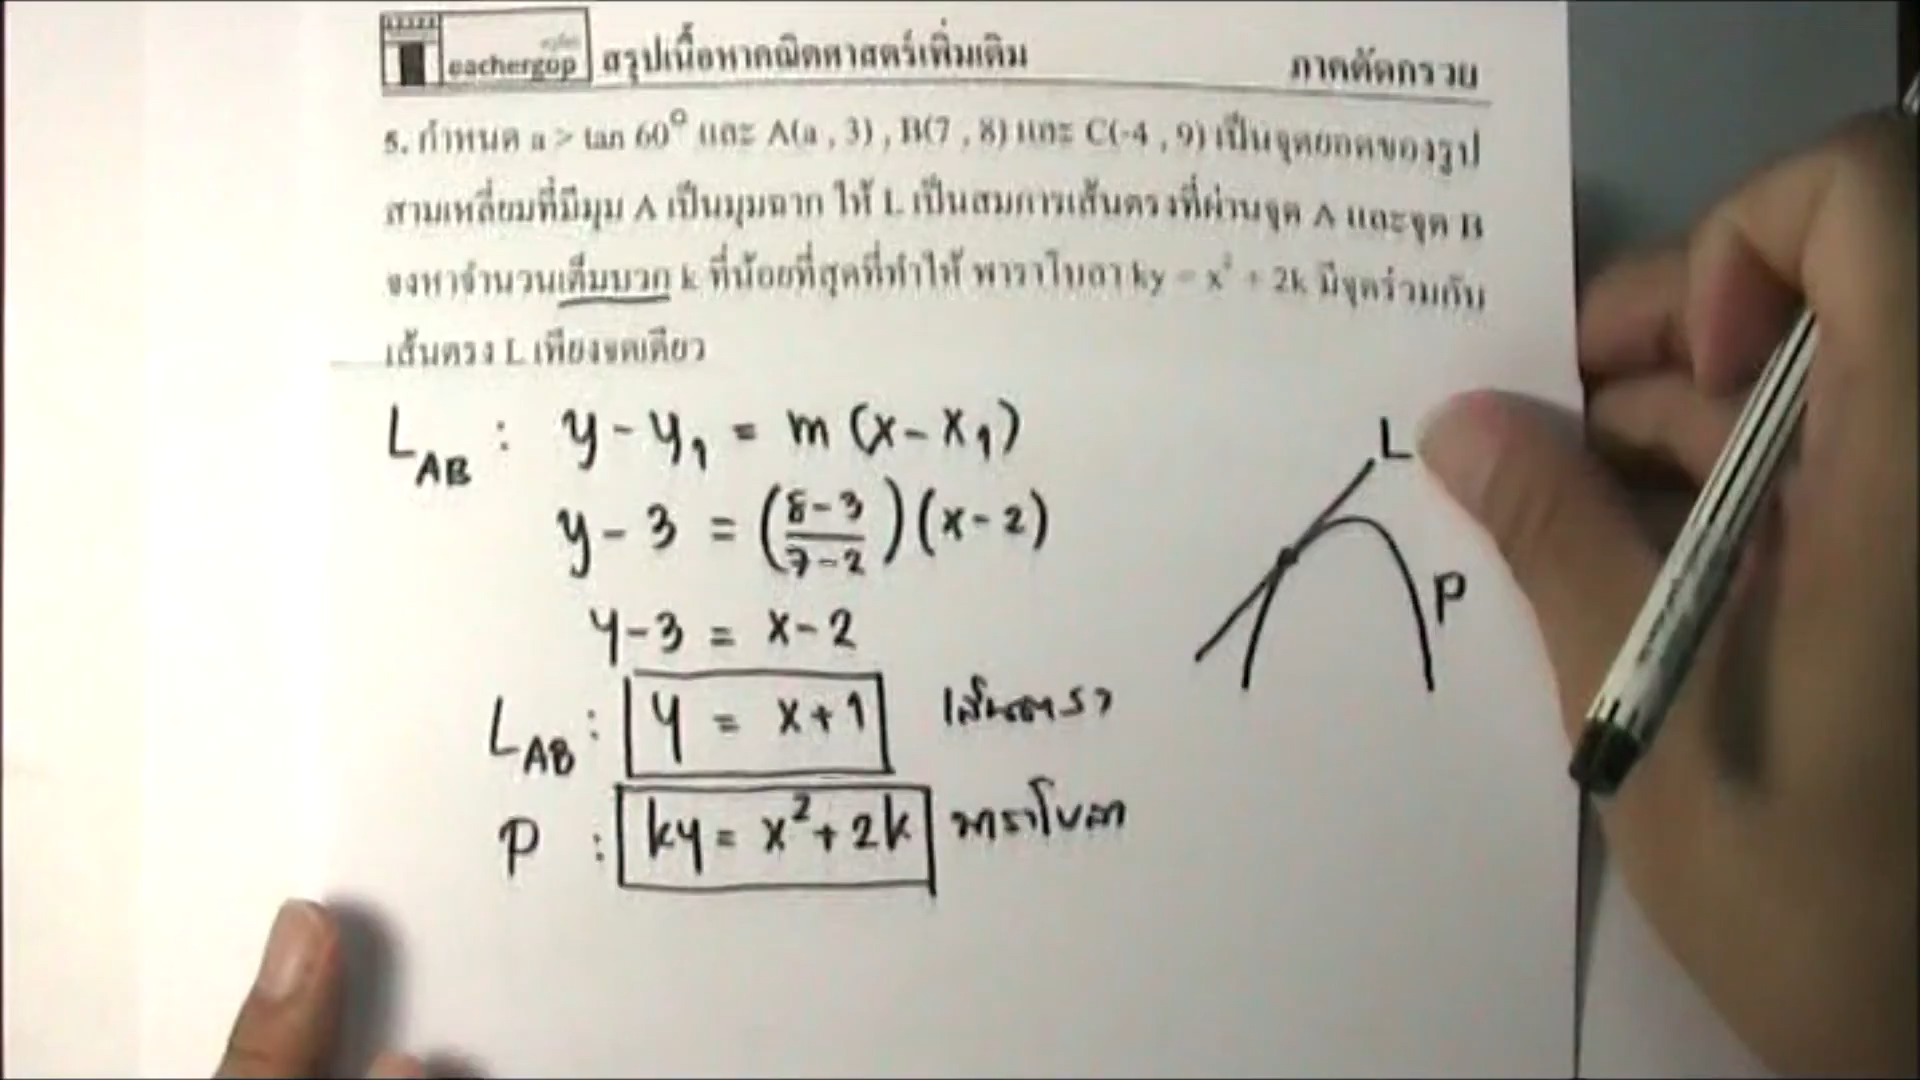 Teachergop สรุปเนื้อหาคณิตศาสตร์เพิ่มเติม ภาคตัดกรวย
5. กำหนด a > tan 60° และ A(a , 3) , B(7 , 8) และ C(-4 , 9) เป็นจุดยอดของรูป
สามเหลี่ยมที่มีมุม A เป็นมุมฉาก ให้ L เป็นสมการเส้นตรงที่ผ่านจุด A และจุด B
จงหาจำนวนเต็มบวก k ที่น้อยที่สุดที่ทำให้ พาราโบลา ky = x² + 2k มีจุดร่วมกับ
เส้นตรง L เพียงจุดเดียว
L_AB : y - y₁ = m (x - x₁)
y - 3 = ((8-3)/(7-2)) (x - 2)
y - 3 = x - 2
L_AB : y = x + 1 เส้นตรง
P : ky = x² + 2k พาราโบลา
L
P